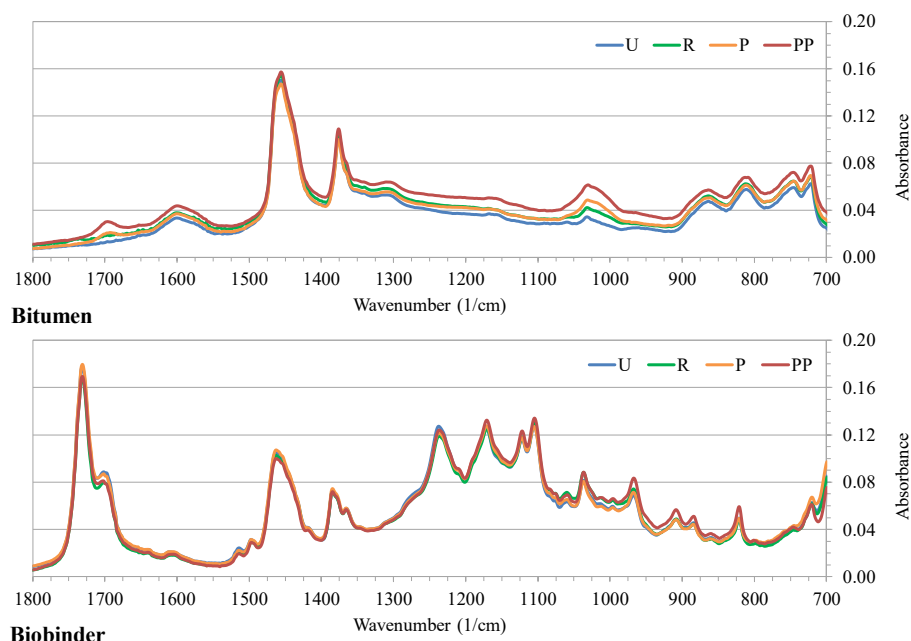 0.20
U R P PP
0.16
0.12
0.08
0.04
0.00
Absorbance
1800 1700 1600 1500 1400 1300 1200 1100 1000 900 800 700
Wavenumber (1/cm)
Bitumen
0.20
U R P PP
0.16
0.12
0.08
0.04
0.00
Absorbance
1800 1700 1600 1500 1400 1300 1200 1100 1000 900 800 700
Wavenumber (1/cm)
Biobinder